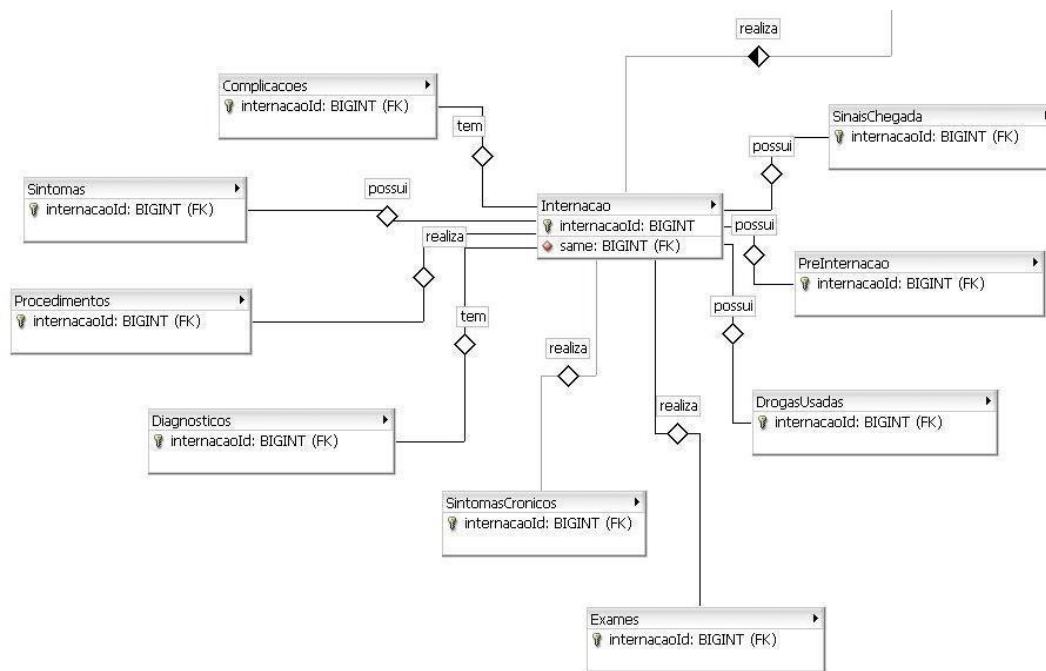 realiza
Complicacoes
internacaoId: BIGINT (FK)
tem
SinaisChegada
internacaoId: BIGINT (FK)
possui
Sintomas
internacaoId: BIGINT (FK)
possui
Internacao
internacaoId: BIGINT
same: BIGINT (FK)
realiza
possui
PreInternacao
internacaoId: BIGINT (FK)
Procedimentos
internacaoId: BIGINT (FK)
tem
possui
realiza
Diagnosticos
internacaoId: BIGINT (FK)
realiza
DrogasUsadas
internacaoId: BIGINT (FK)
SintomasCronicos
internacaoId: BIGINT (FK)
Exames
internacaoId: BIGINT (FK)